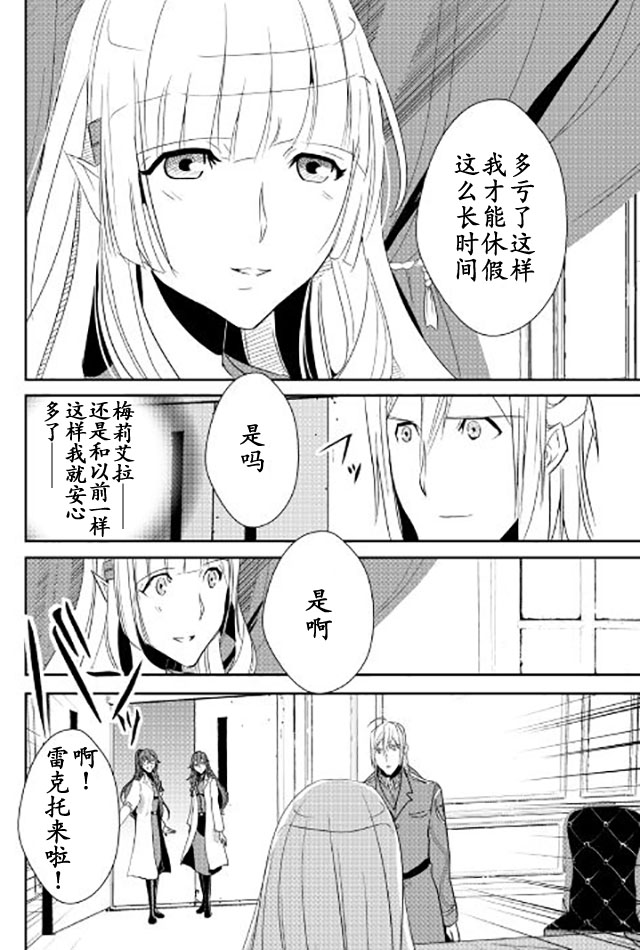 多亏了这样
我才能休假
这么长时间
是吗
梅莉艾拉——
还是和以前一样
这样我就安心
多了——
是啊
啊！
雷克托来啦！